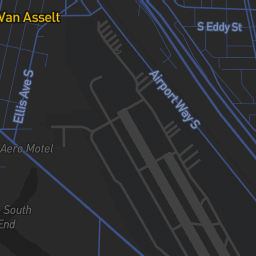 Van Asselt
S Eddy St
Ellis Ave S
Airport Way S
Aero Motel
South
End